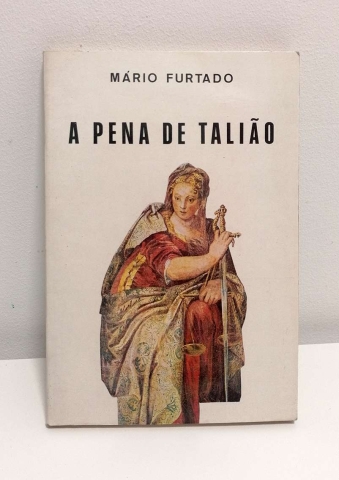 MÁRIO FURTADO
A PENA DE TALIÃO